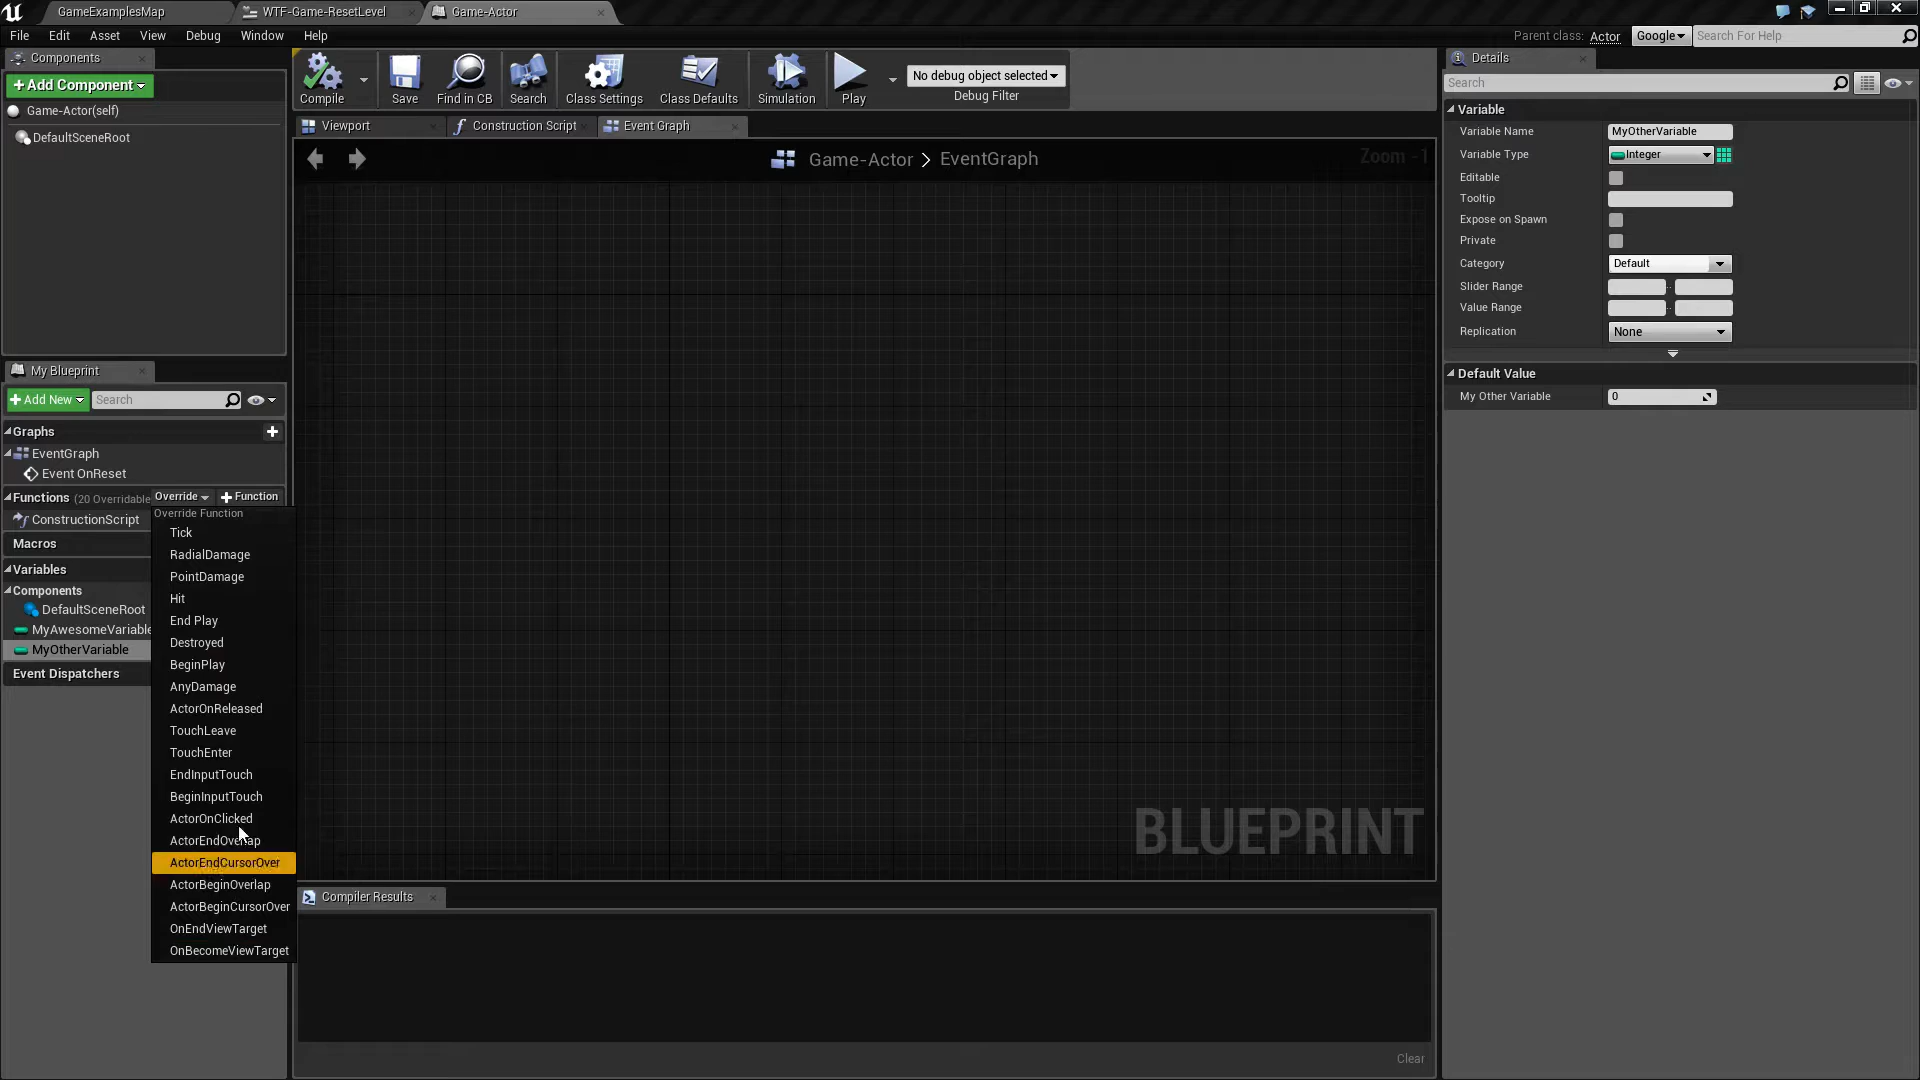 GameExamplesMap
WTF-Game-ResetLevel
Game-Actor
File Edit Asset View Debug Window Help
Parent class: Actor
Google
Search For Help
Components
+Add Component
Game-Actor(self)
DefaultSceneRoot
Compile
Save
Find in CB
Search
Class Settings
Class Defaults
Simulation
Play
No debug object selected
Debug Filter
Viewport
Construction Script
Event Graph
Game-Actor > EventGraph
Zoom -1
BLUEPRINT
My Blueprint
+Add New
Search
Graphs
EventGraph
Event OnReset
Functions (20 Overridable
Override
+Function
ConstructionScript
Macros
Variables
Components
DefaultSceneRoot
MyAwesomeVariable
MyOtherVariable
Event Dispatchers
Override Function
Tick
RadialDamage
PointDamage
Hit
End Play
Destroyed
BeginPlay
AnyDamage
ActorOnReleased
TouchLeave
TouchEnter
EndInputTouch
BeginInputTouch
ActorOnClicked
ActorEndOverlap
ActorEndCursorOver
ActorBeginOverlap
ActorBeginCursorOver
OnEndViewTarget
OnBecomeViewTarget
Compiler Results
Clear
Details
Search
Variable
Variable Name MyOtherVariable
Variable Type Integer
Editable
Tooltip
Expose on Spawn
Private
Category Default
Slider Range
Value Range
Replication None
Default Value
My Other Variable 0